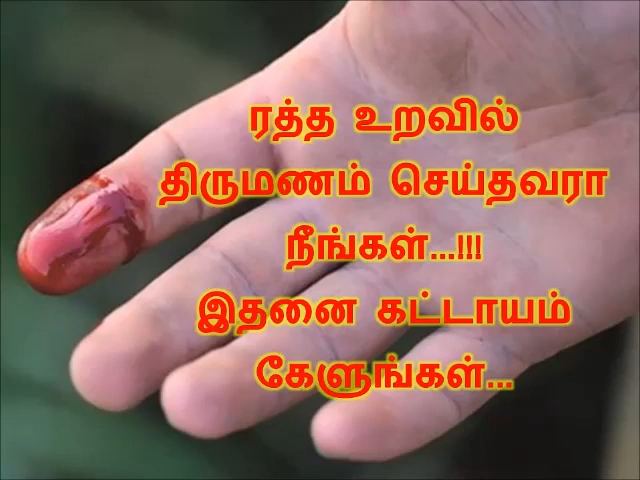 ரத்த உறவில்
திருமணம் செய்தவரா
நீங்கள்...!!!
இதனை கட்டாயம்
கேளுங்கள்...